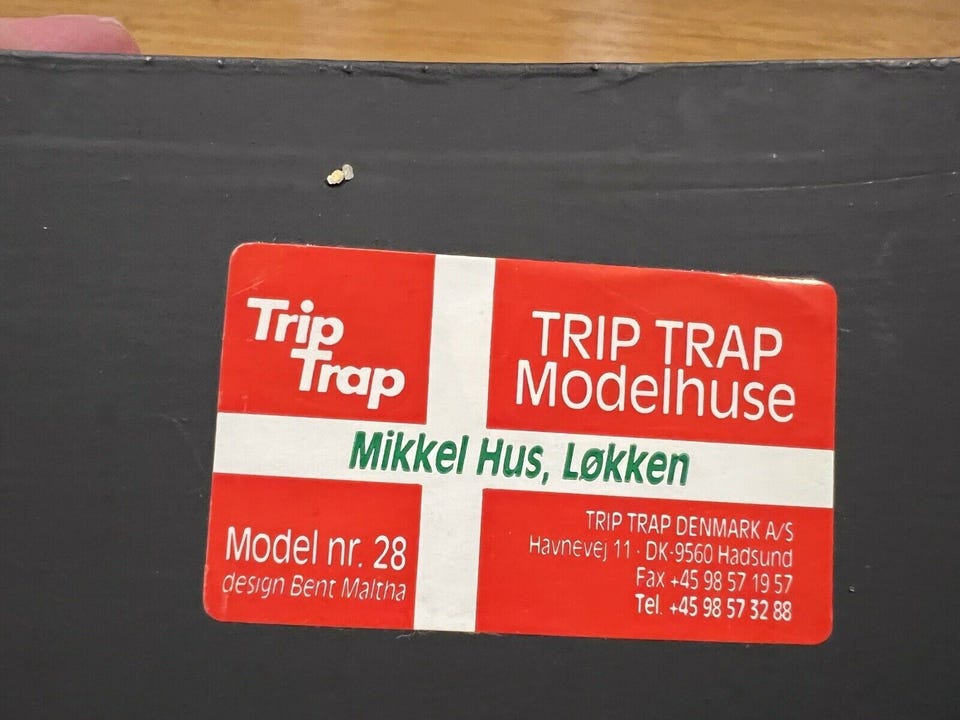 Trip
Trap
TRIP TRAP
Modelhuse
Mikkel Hus, Løkken
Model nr. 28
design Bent Maltha
TRIP TRAP DENMARK A/S
Havnevej 11 · DK-9560 Hadsund
Fax +45 98 57 19 57
Tel. +45 98 57 32 88